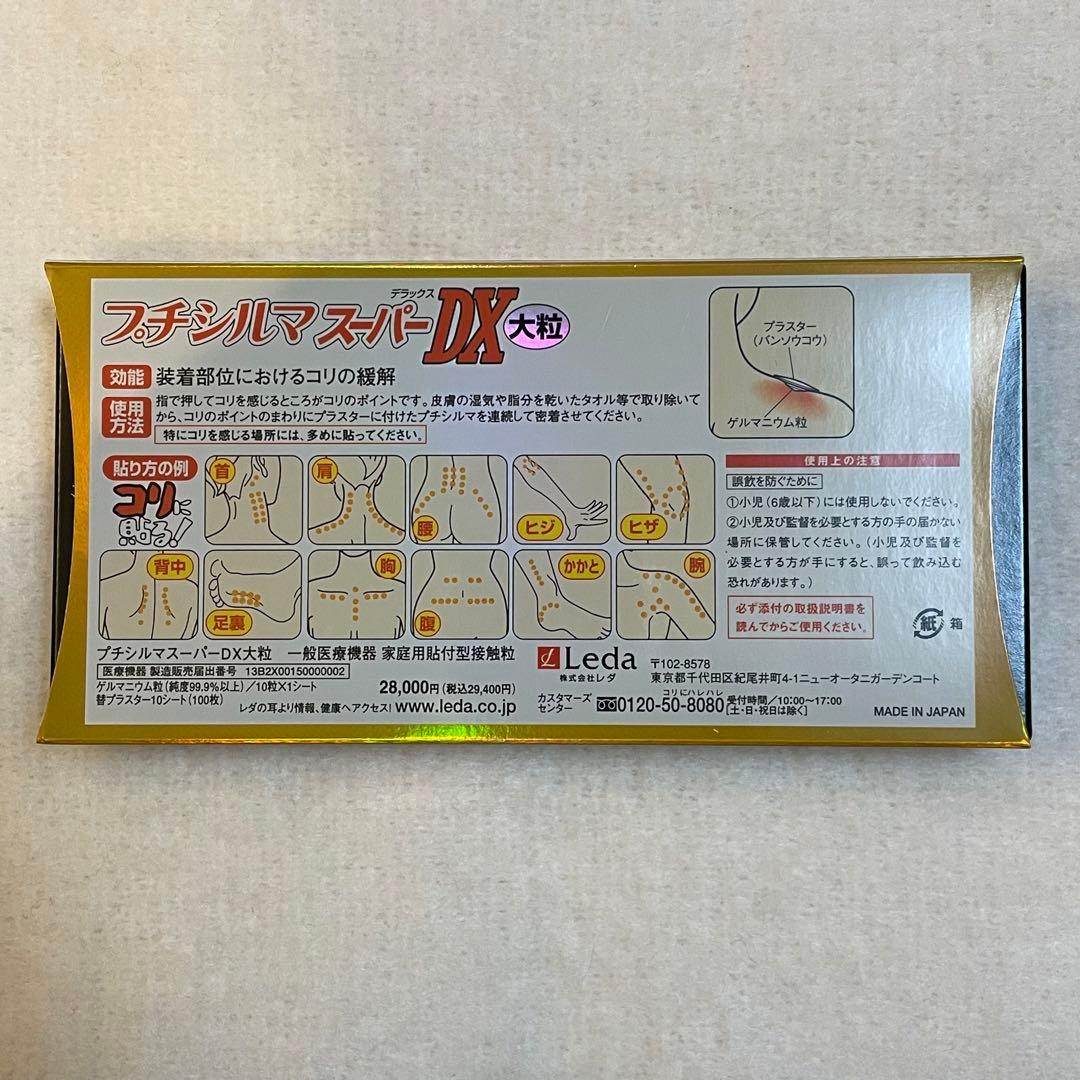 デラックス
プチシルマ スーパーDX 大粒
効能 装着部位におけるコリの緩解
使用方法 指で押してコリを感じるところがコリのポイントです。皮膚の湿気や脂分を乾いたタオル等で取り除いて
から、コリのポイントのまわりにプラスターに付けたプチシルマを連続して密着させてください。
特にコリを感じる場所には、多めに貼ってください。
プラスター
(バンソウコウ)
ゲルマニウム粒
貼り方の例
コリに
貼る!
首 肩 腰 ヒジ ヒザ
背中 足裏 胸 腹 かかと 腕
使用上の注意
誤飲を防ぐために
①小児(6歳以下)には使用しないでください。
②小児及び監督を必要とする方の手の届かない
場所に保管してください。(小児及び監督を
必要とする方が手にすると、誤って飲み込む
恐れがあります。)
必ず添付の取扱説明書を
読んでからご使用ください。
紙 箱
プチシルマスーパーDX大粒 一般医療機器 家庭用貼付型接触粒
医療機器 製造販売届出番号 13B2X00150000002
ゲルマニウム粒(純度99.9%以上)/10粒X1シート
替プラスター10シート(100枚)
28,000円(税込29,400円)
レダの耳より情報、健康へアクセス! www.leda.co.jp
Leda
株式会社レダ
〒102-8578
東京都千代田区紀尾井町4-1ニューオータニガーデンコート
カスタマーズ
センター
コリにハレハレ
0120-50-8080
受付時間/10:00〜17:00
[土・日・祝日は除く]
MADE IN JAPAN